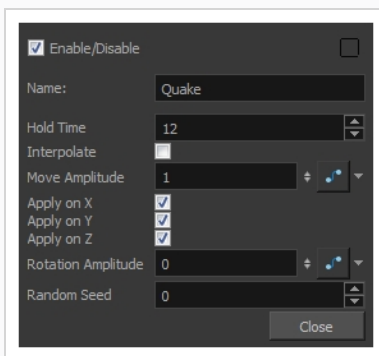 Enable/Disable
Name: Quake
Hold Time 12
Interpolate
Move Amplitude 1
Apply on X
Apply on Y
Apply on Z
Rotation Amplitude 0
Random Seed 0
Close